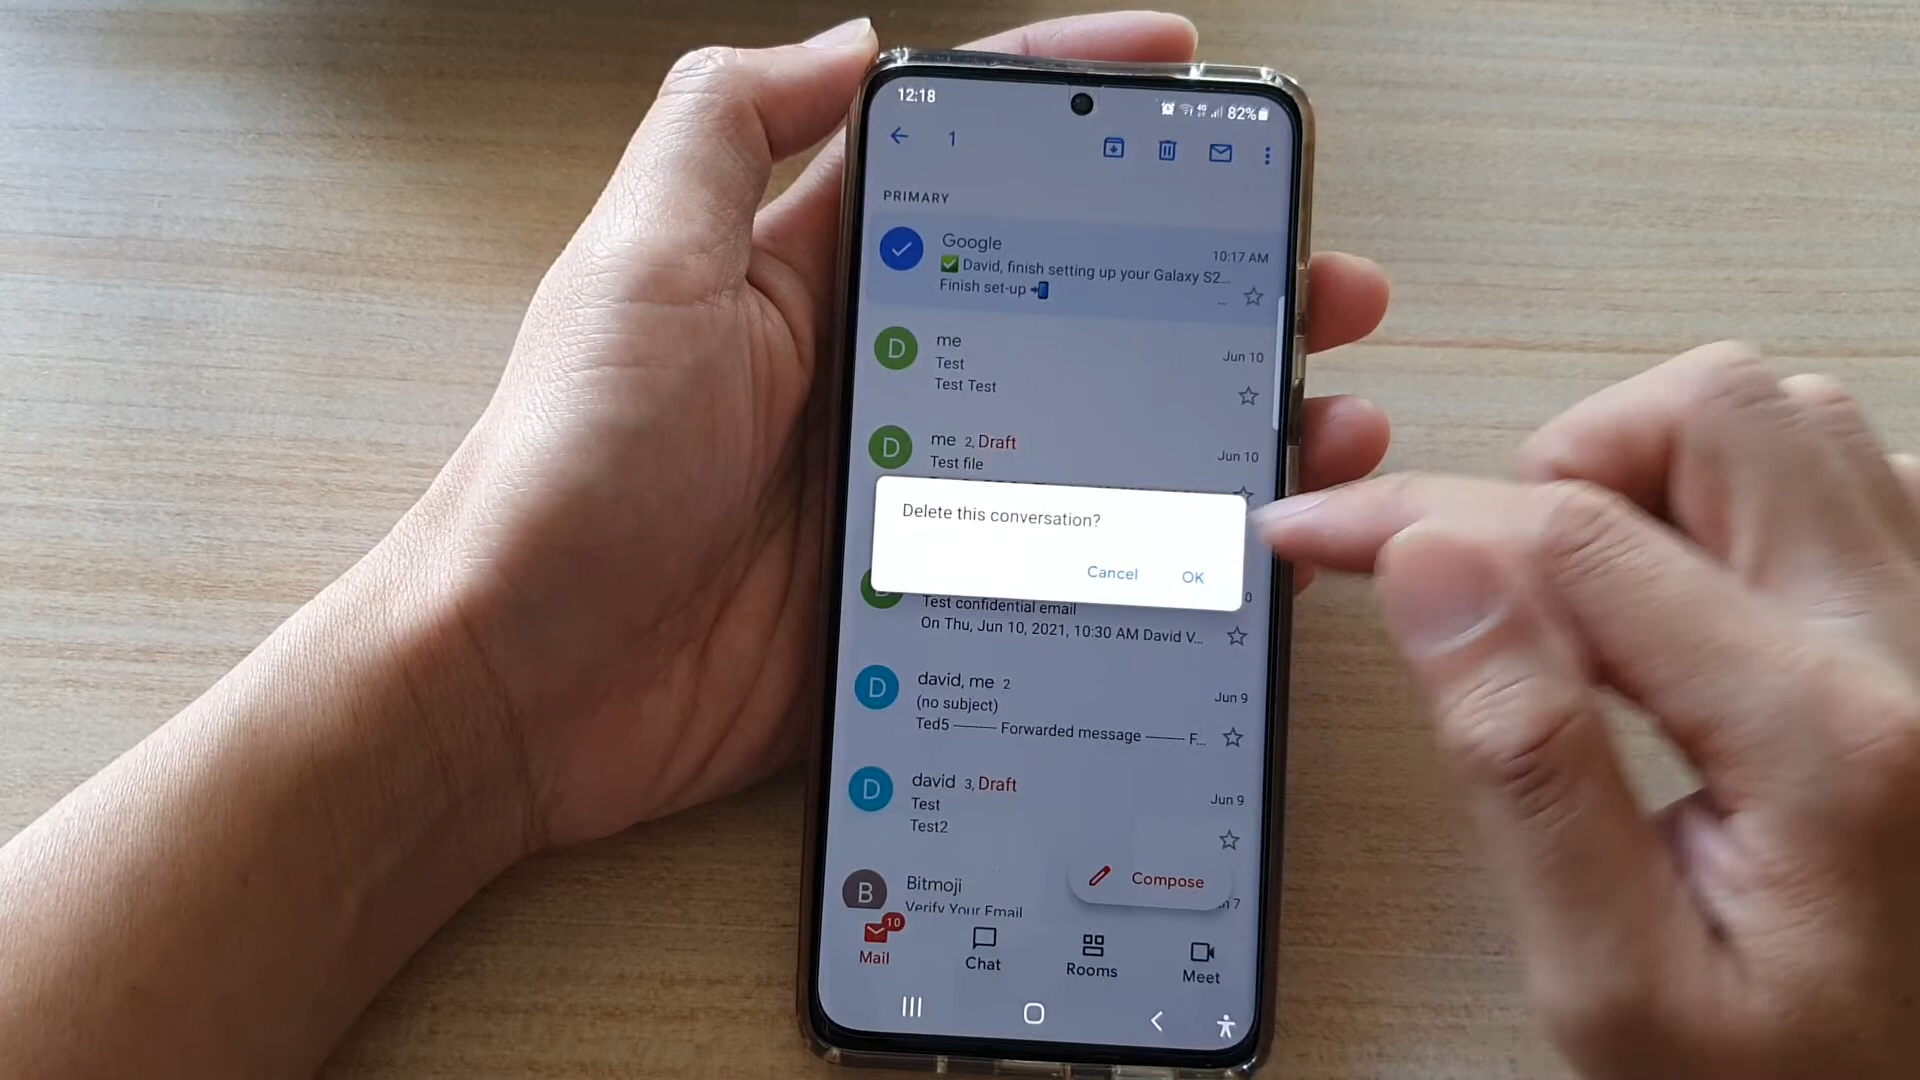 12:18
82%
1
PRIMARY
Google
10:17 AM
✅ David, finish setting up your Galaxy S2...
Finish set-up 📲
...
D
me
Jun 10
Test
Test Test
D
me 2, Draft
Jun 10
Test file
Delete this conversation?
Cancel
OK
0
Test confidential email
On Thu, Jun 10, 2021, 10:30 AM David V...
D
david, me 2
Jun 9
(no subject)
Ted5 ---------- Forwarded message --------- F...
D
david 3, Draft
Jun 9
Test
Test2
B
Bitmoji
Verify Your Email
7
Compose
10
Mail
Chat
Rooms
Meet